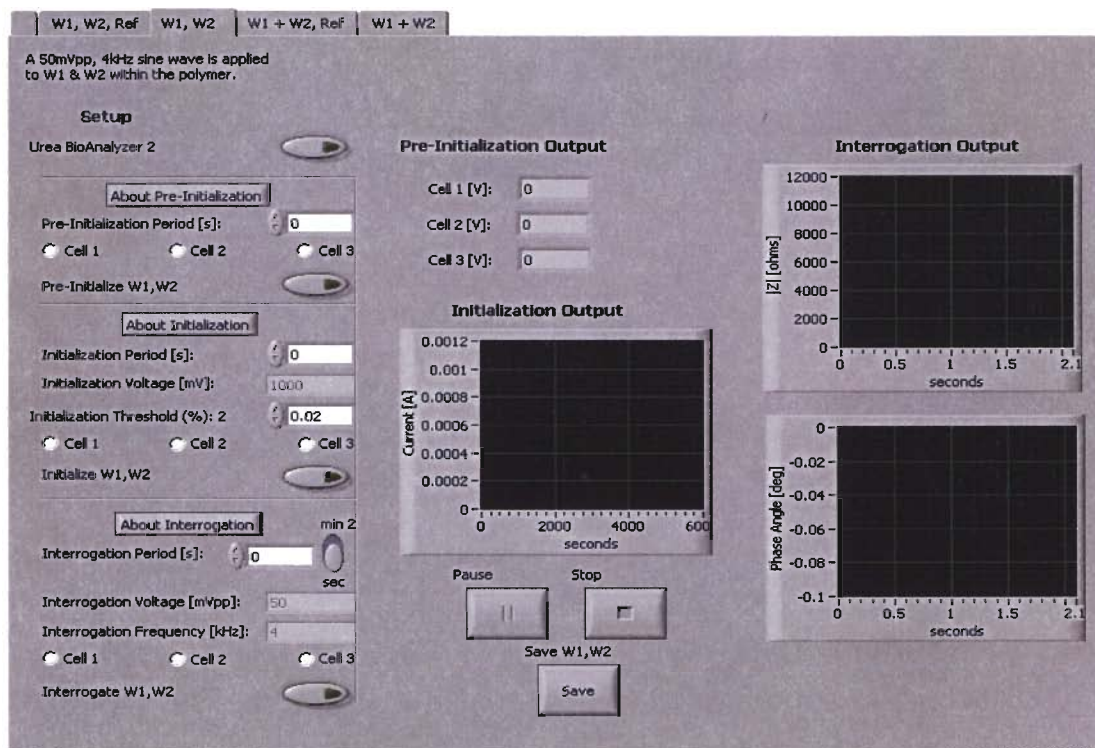 W1, W2, Ref
W1, W2
W1 + W2, Ref
W1 + W2
A 50mVpp, 4kHz sine wave is applied
to W1 & W2 within the polymer.
Setup
Urea BioAnalyzer 2
About Pre-Initialization
Pre-Initialization Period [s]:
0
Cell 1
Cell 2
Cell 3
Pre-Initialize W1,W2
About Initialization
Initialization Period [s]:
0
Initialization Voltage [mV]:
1000
Initialization Threshold (%): 2
0.02
Cell 1
Cell 2
Cell 3
Initialize W1,W2
About Interrogation
min 2
Interrogation Period [s]:
0
sec
Interrogation Voltage [mVpp]:
50
Interrogation Frequency [kHz]:
4
Cell 1
Cell 2
Cell 3
Interrogate W1,W2
Pre-Initialization Output
Cell 1 [V]:
0
Cell 2 [V]:
0
Cell 3 [V]:
0
Initialization Output
Current [A]
0.0012
0.001
0.0008
0.0006
0.0004
0.0002
0
0
2000
4000
600
seconds
Pause
Stop
Save W1,W2
Save
Interrogation Output
|Z| [ohms]
12000
10000
8000
6000
4000
2000
0
0
0.5
1
1.5
2.1
seconds
Phase Angle [deg]
0
-0.02
-0.04
-0.06
-0.08
-0.1
0
0.5
1
1.5
2.1
seconds